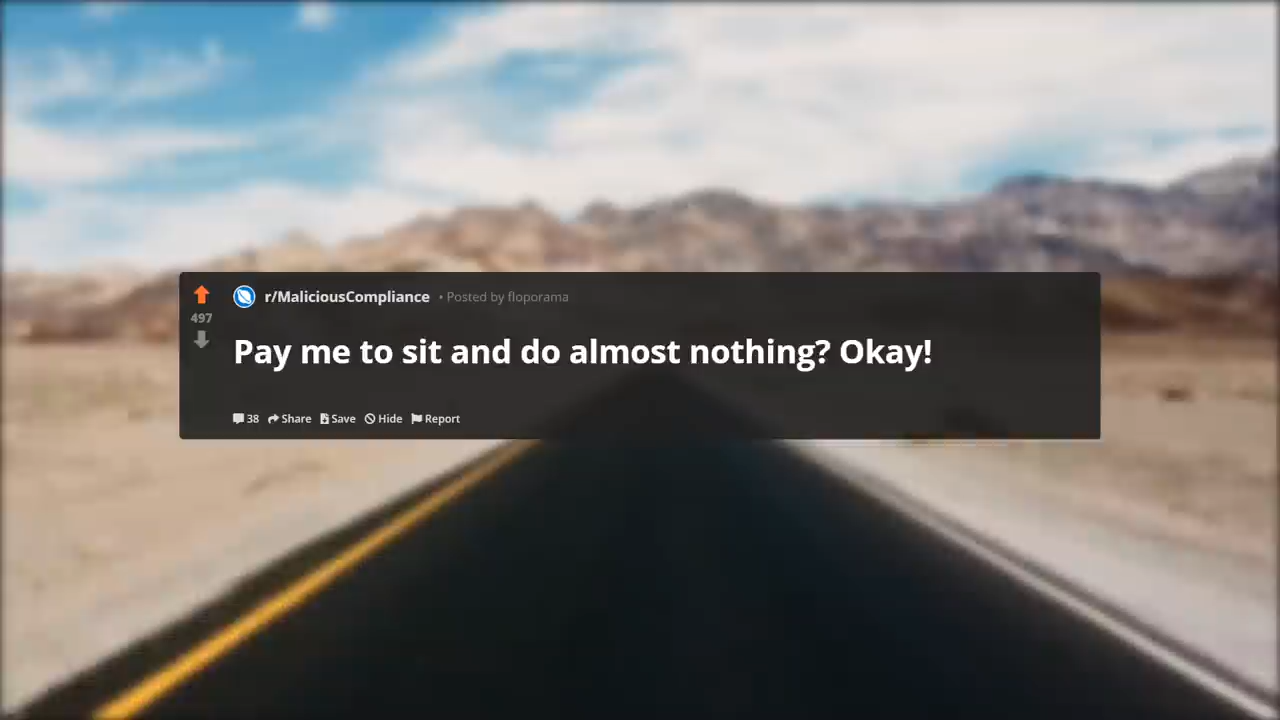 r/MaliciousCompliance • Posted by floporama
497
Pay me to sit and do almost nothing? Okay!
38 Share Save Hide Report